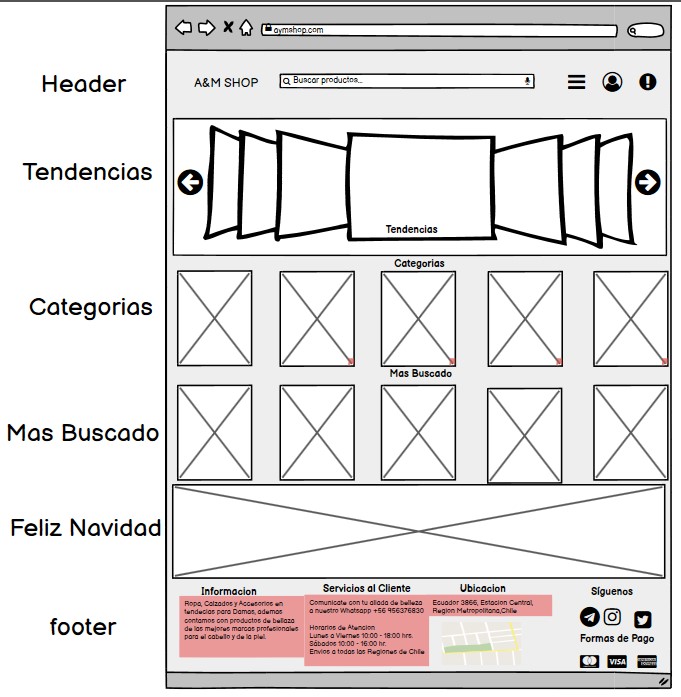 aymshop.com
Header
A&M SHOP
Buscar productos...
Tendencias
Tendencias
Categorias
Categorias
Mas Buscado
Mas Buscado
Feliz Navidad
footer
Informacion
Ropa, Calzados y Accesorios en
tendecias para Damas, ademas
contamos con productos de bellaza
de las mejores marcas profesionales
para el cabello y de la piel.
Servicios al Cliente
Comunicate con tu aliada de belleza
a nuestro Whatsapp +56 956376830
Horarios de Atencion
Lunes a Viernes 10:00 - 18:00 hrs.
Sábados 10:00 - 16:00 hr.
Envios a todas las Regiones de Chile
Ubicacion
Ecuador 3866, Estacion Central,
Region Metropolitana,Chile
Síguenos
Formas de Pago
VISA